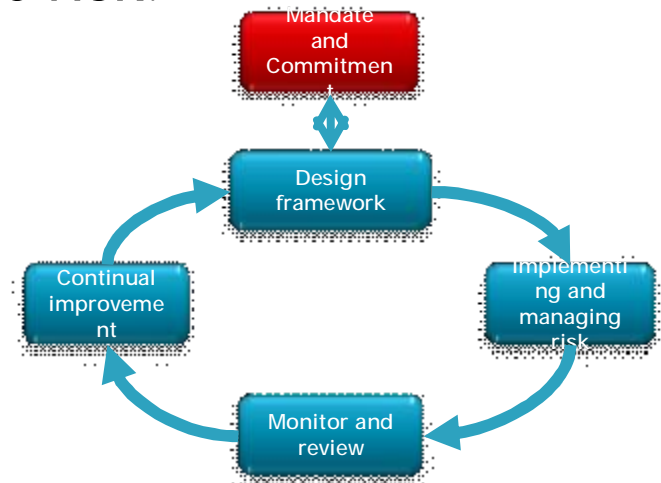 Mandate
and
Commitmen
t
Design
framework
Continual
improveme
nt
Implementi
ng and
managing
risk
Monitor and
review